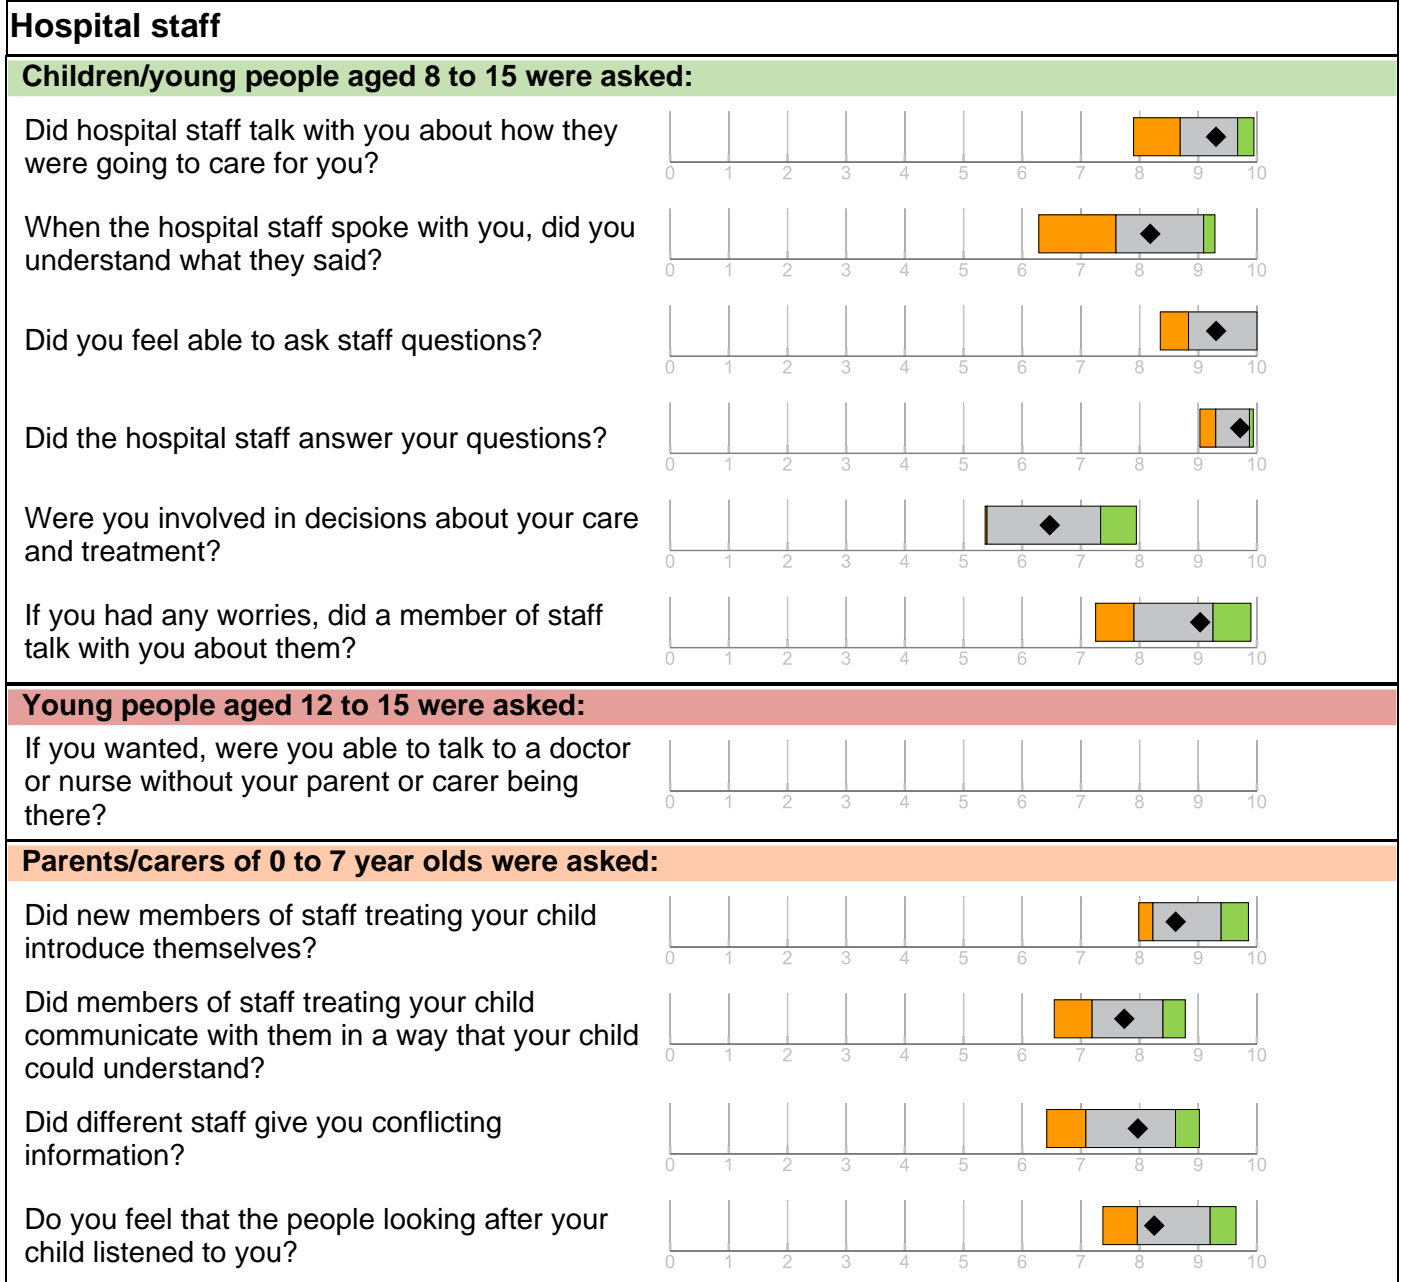 Hospital staff
Children/young people aged 8 to 15 were asked:
Did hospital staff talk with you about how they
were going to care for you?
0 1 2 3 4 5 6 7 8 9 10
When the hospital staff spoke with you, did you
understand what they said?
0 1 2 3 4 5 6 7 8 9 10
Did you feel able to ask staff questions?
0 1 2 3 4 5 6 7 8 9 10
Did the hospital staff answer your questions?
0 1 2 3 4 5 6 7 8 9 10
Were you involved in decisions about your care
and treatment?
0 1 2 3 4 5 6 7 8 9 10
If you had any worries, did a member of staff
talk with you about them?
0 1 2 3 4 5 6 7 8 9 10
Young people aged 12 to 15 were asked:
If you wanted, were you able to talk to a doctor
or nurse without your parent or carer being
there?
0 1 2 3 4 5 6 7 8 9 10
Parents/carers of 0 to 7 year olds were asked:
Did new members of staff treating your child
introduce themselves?
0 1 2 3 4 5 6 7 8 9 10
Did members of staff treating your child
communicate with them in a way that your child
could understand?
0 1 2 3 4 5 6 7 8 9 10
Did different staff give you conflicting
information?
0 1 2 3 4 5 6 7 8 9 10
Do you feel that the people looking after your
child listened to you?
0 1 2 3 4 5 6 7 8 9 10